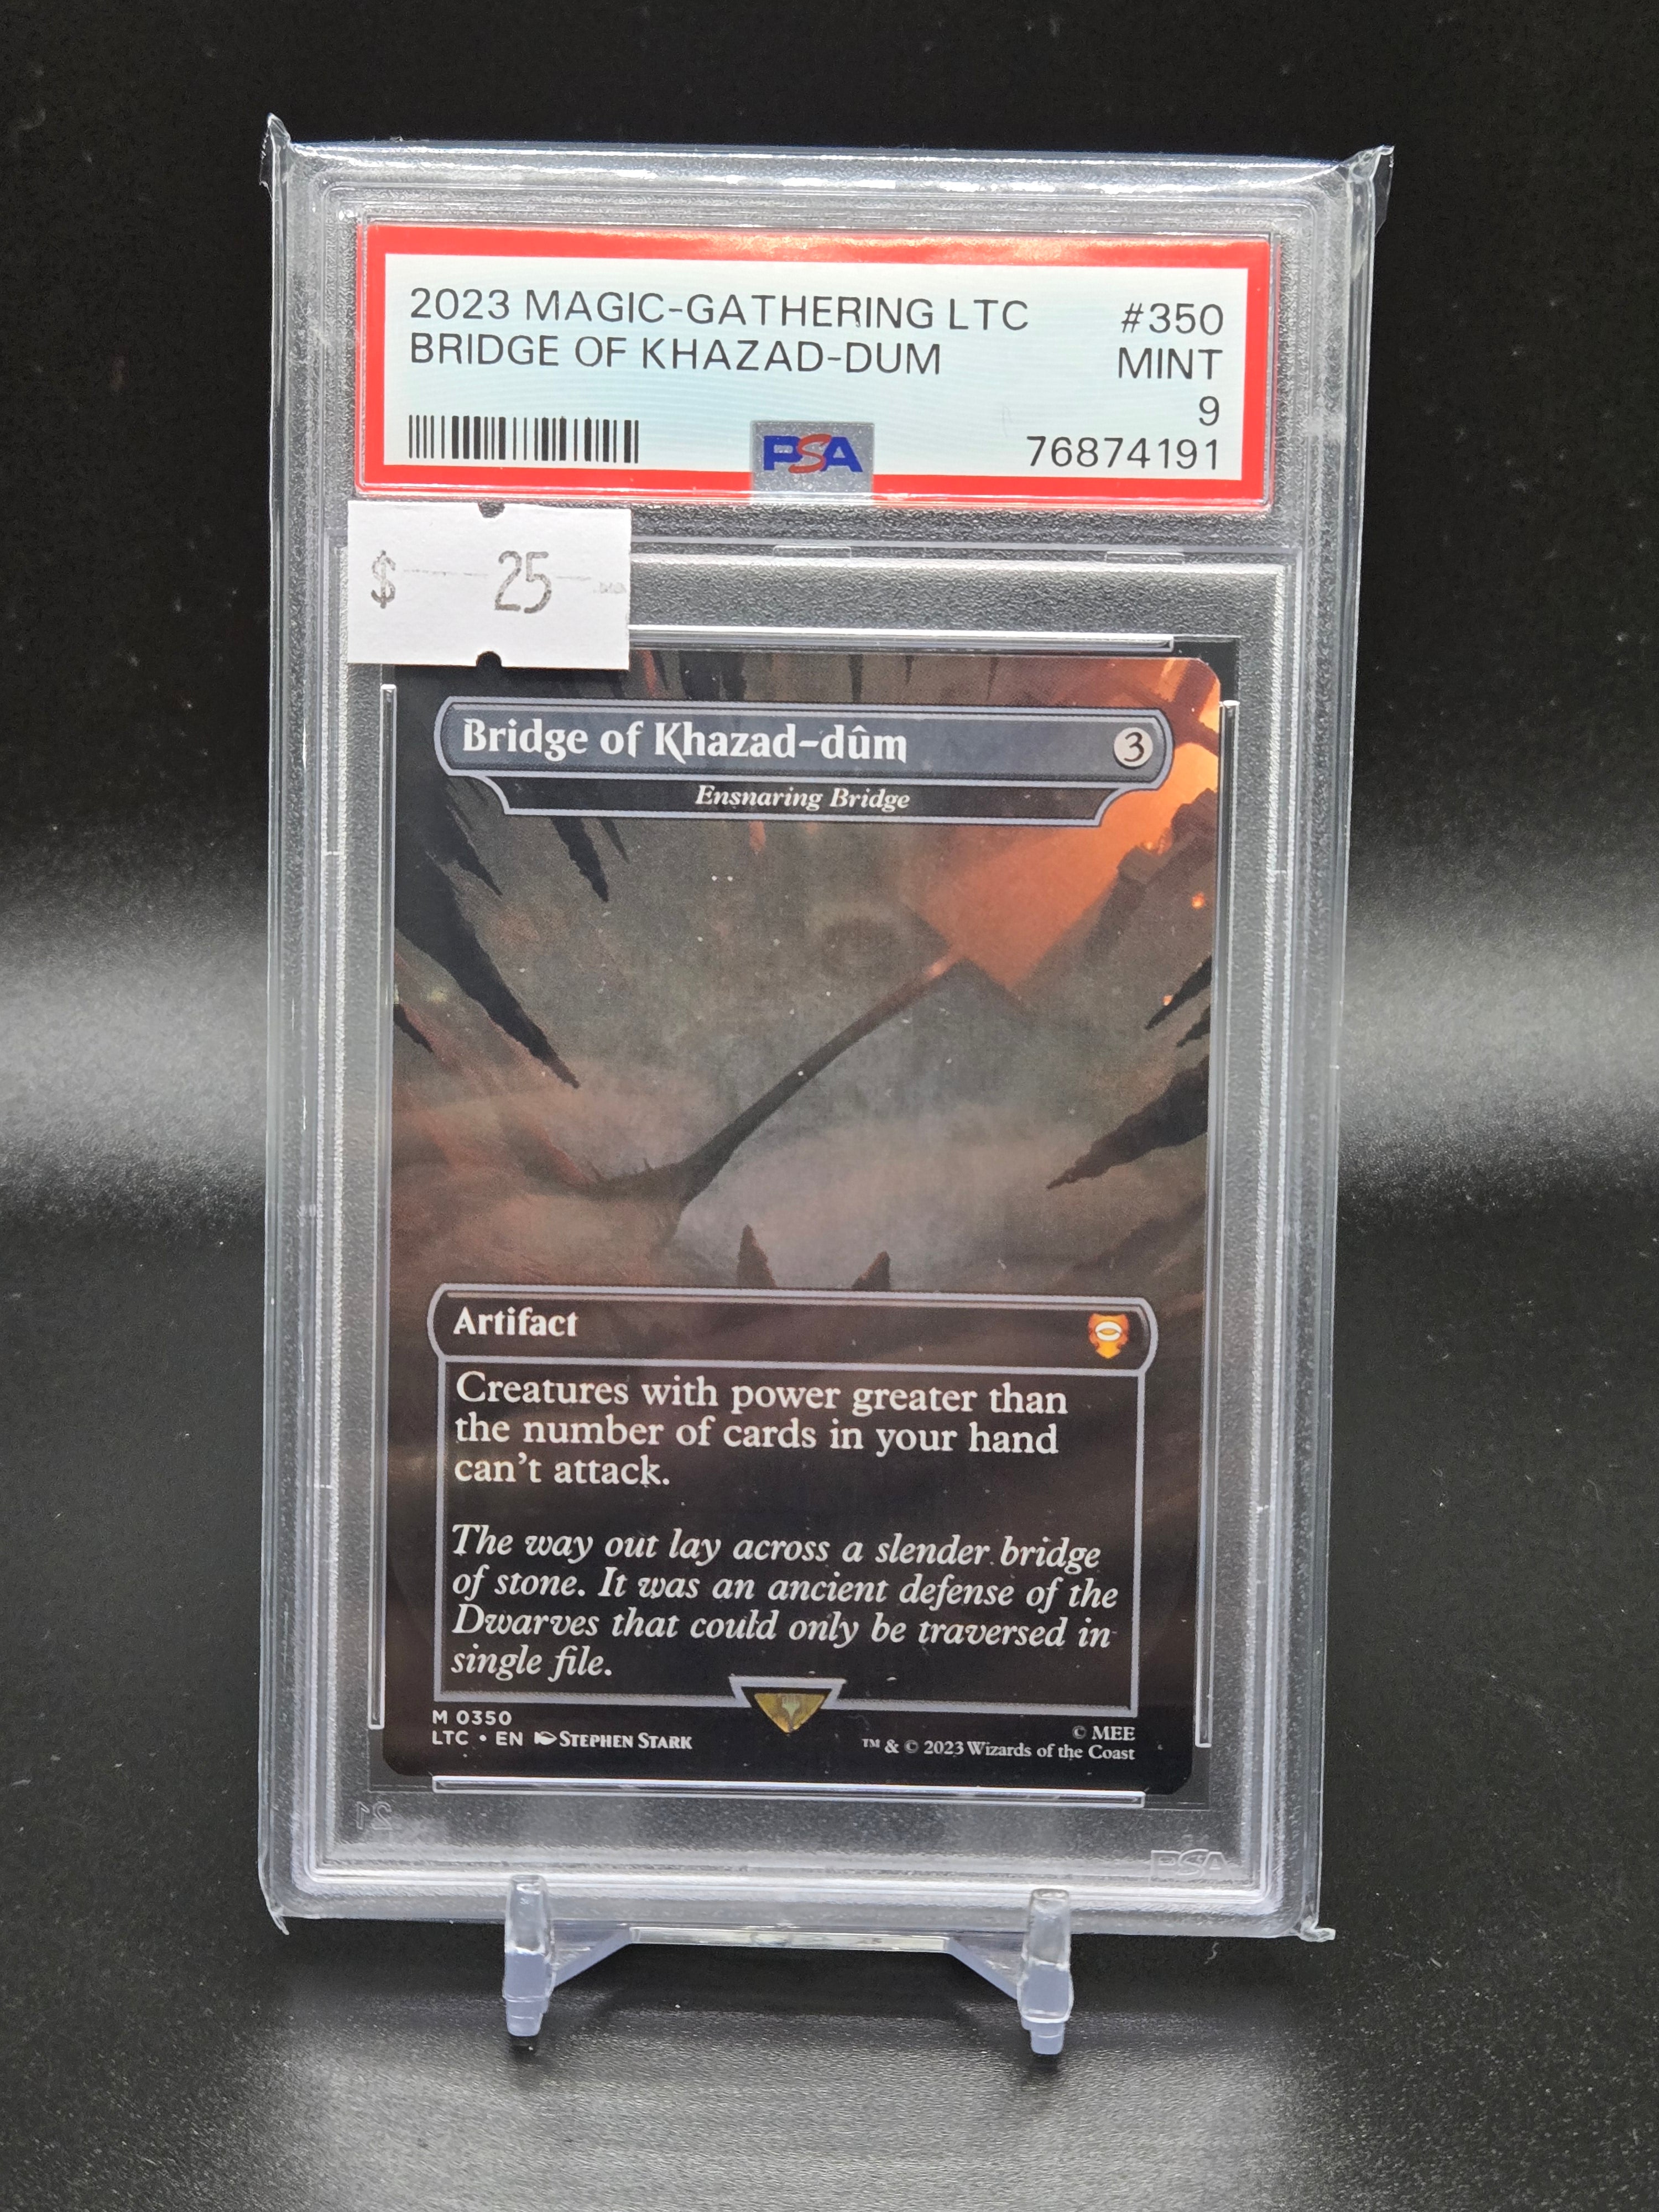 2023 MAGIC-GATHERING LTC #350
BRIDGE OF KHAZAD-DUM MINT
9
PSA 76874191
$ 25
Bridge of Khazad-dûm 3
Ensnaring Bridge
Artifact
Creatures with power greater than
the number of cards in your hand
can't attack.
The way out lay across a slender bridge
of stone. It was an ancient defense of the
Dwarves that could only be traversed in
single file.
M 0350
LTC • EN STEPHEN STARK
© MEE
™ & © 2023 Wizards of the Coast
21
PSA